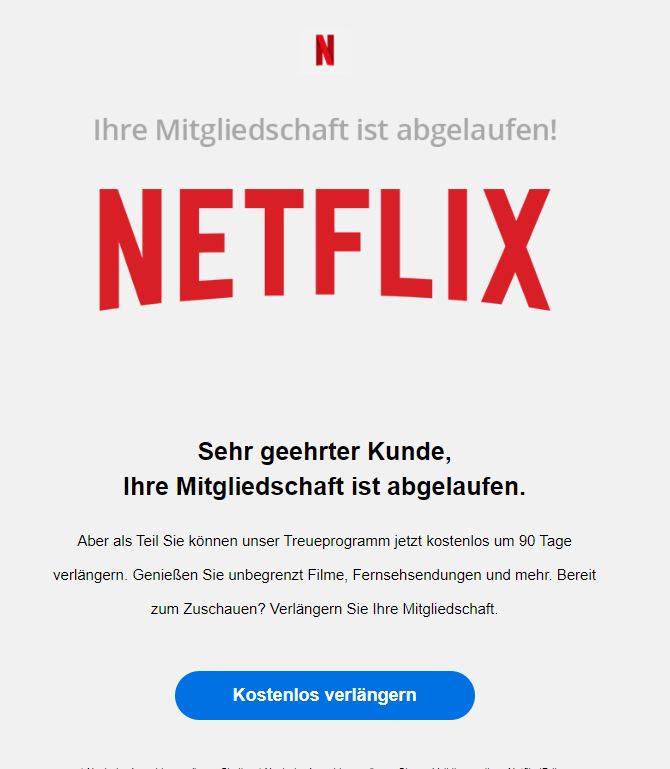 N
Ihre Mitgliedschaft ist abgelaufen!
NETFLIX
Sehr geehrter Kunde,
Ihre Mitgliedschaft ist abgelaufen.
Aber als Teil Sie können unser Treueprogramm jetzt kostenlos um 90 Tage
verlängern. Genießen Sie unbegrenzt Filme, Fernsehsendungen und mehr. Bereit
zum Zuschauen? Verlängern Sie Ihre Mitgliedschaft.
Kostenlos verlängern